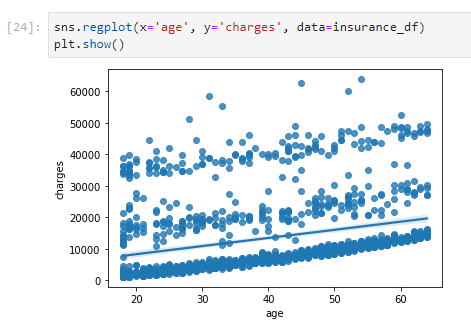 [24]: sns.regplot(x='age', y='charges', data=insurance_df)
plt.show()
60000
50000
40000
30000
20000
10000
0
charges
20 30 40 50 60
age